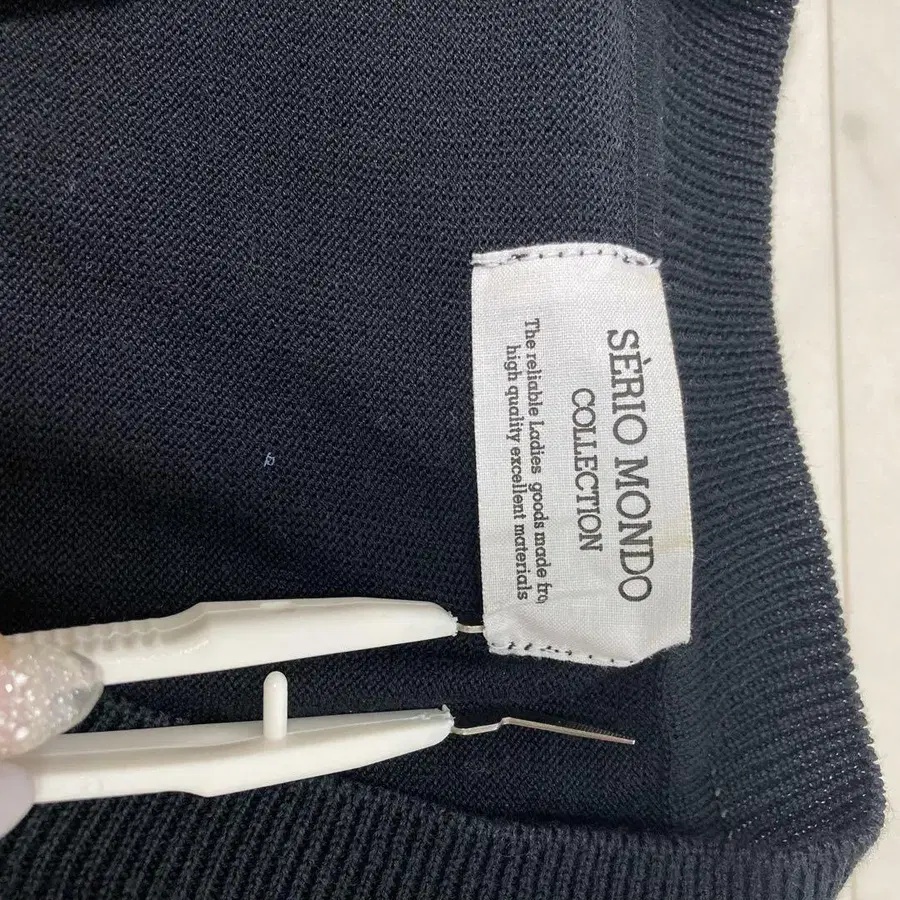 SÈRIO MONDO
COLLECTION
The reliable Ladies goods made fro
high quality excellent materials